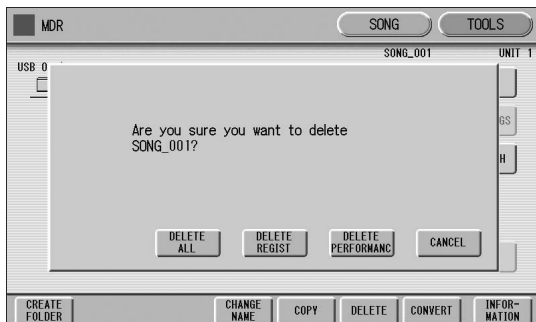 MDR
SONG
TOOLS
SONG_001
UNIT 1
USB 0
GS
H
Are you sure you want to delete
SONG_001?
DELETE
ALL
DELETE
REGIST
DELETE
PERFORMANC
CANCEL
CREATE
FOLDER
CHANGE
NAME
COPY
DELETE
CONVERT
INFOR-
MATION